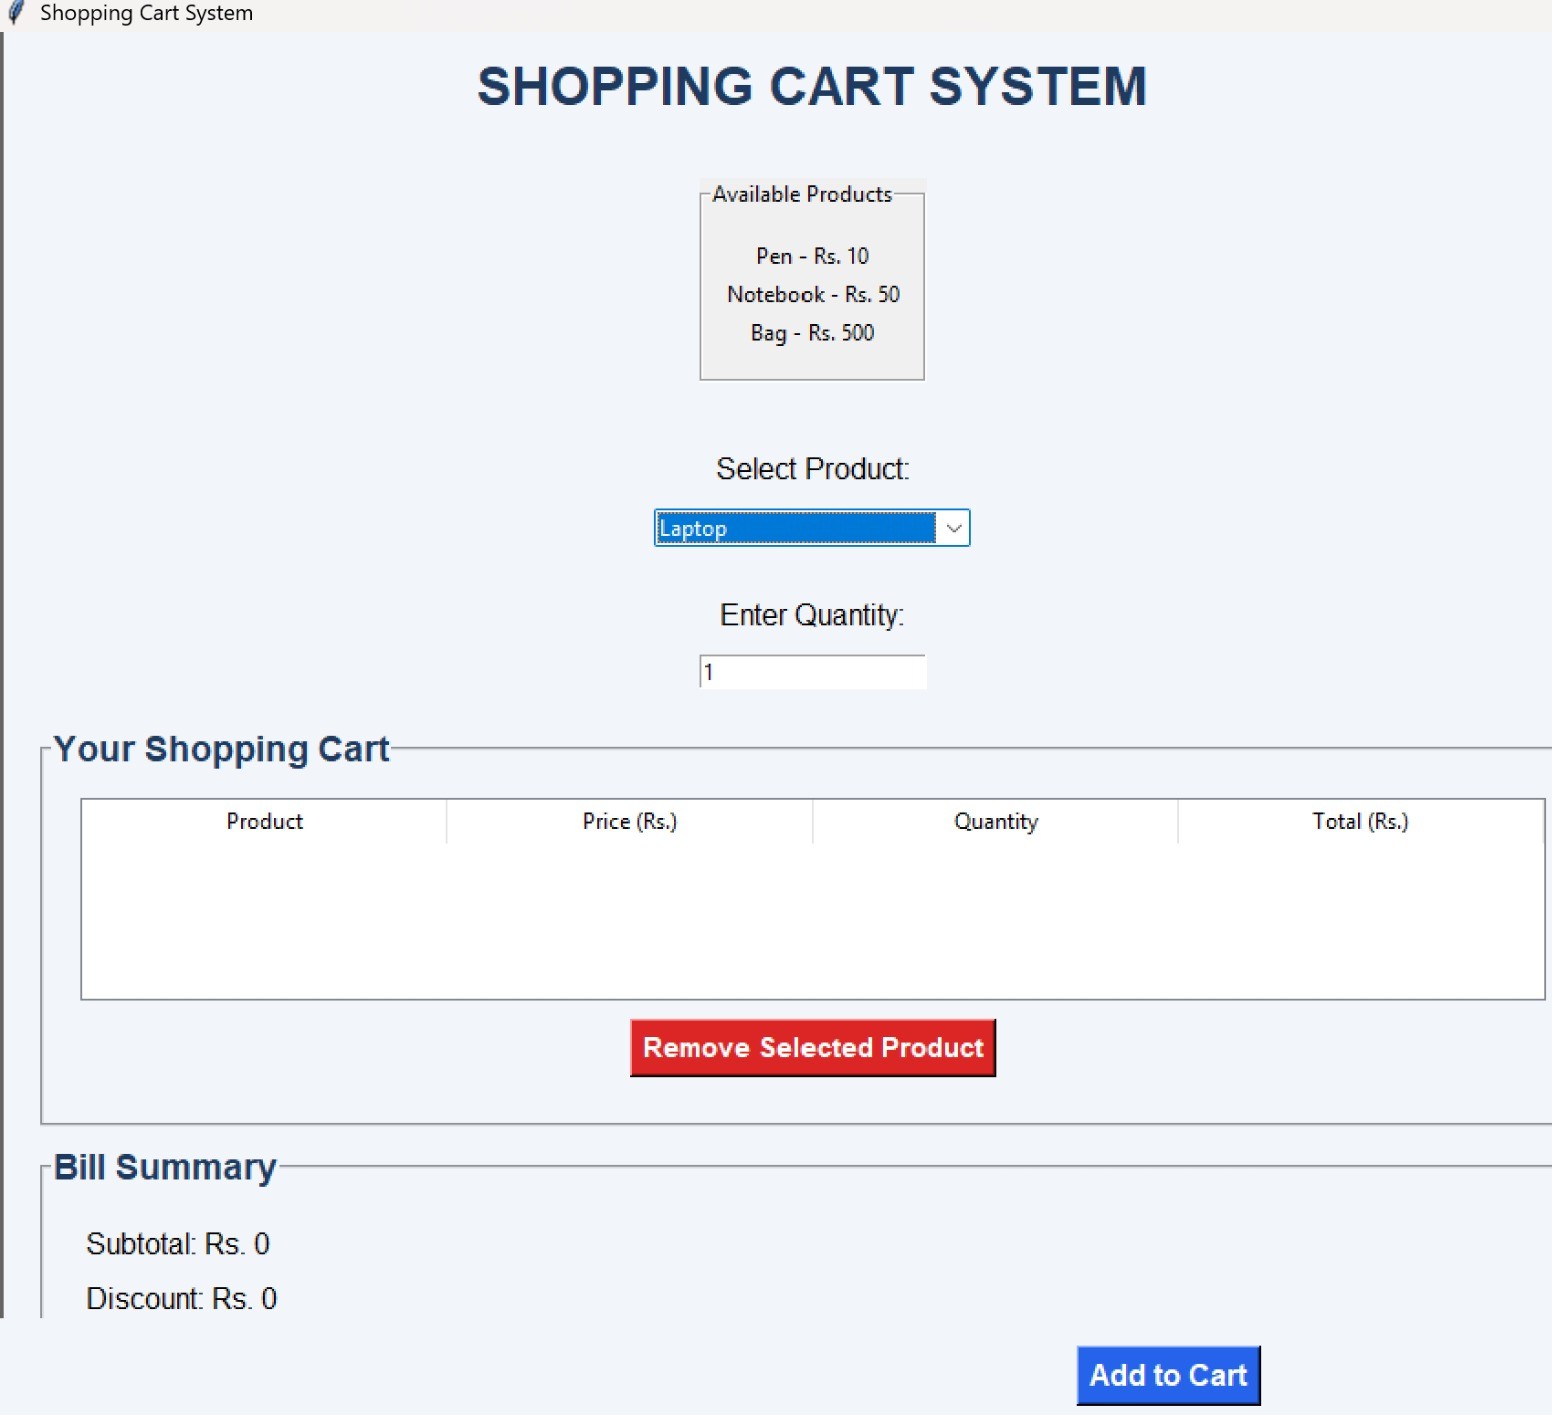 Shopping Cart System
SHOPPING CART SYSTEM
Available Products
Pen - Rs. 10
Notebook - Rs. 50
Bag - Rs. 500
Select Product:
Laptop
Enter Quantity:
1
Your Shopping Cart
Product Price (Rs.) Quantity Total (Rs.)
Remove Selected Product
Bill Summary
Subtotal: Rs. 0
Discount: Rs. 0
Add to Cart